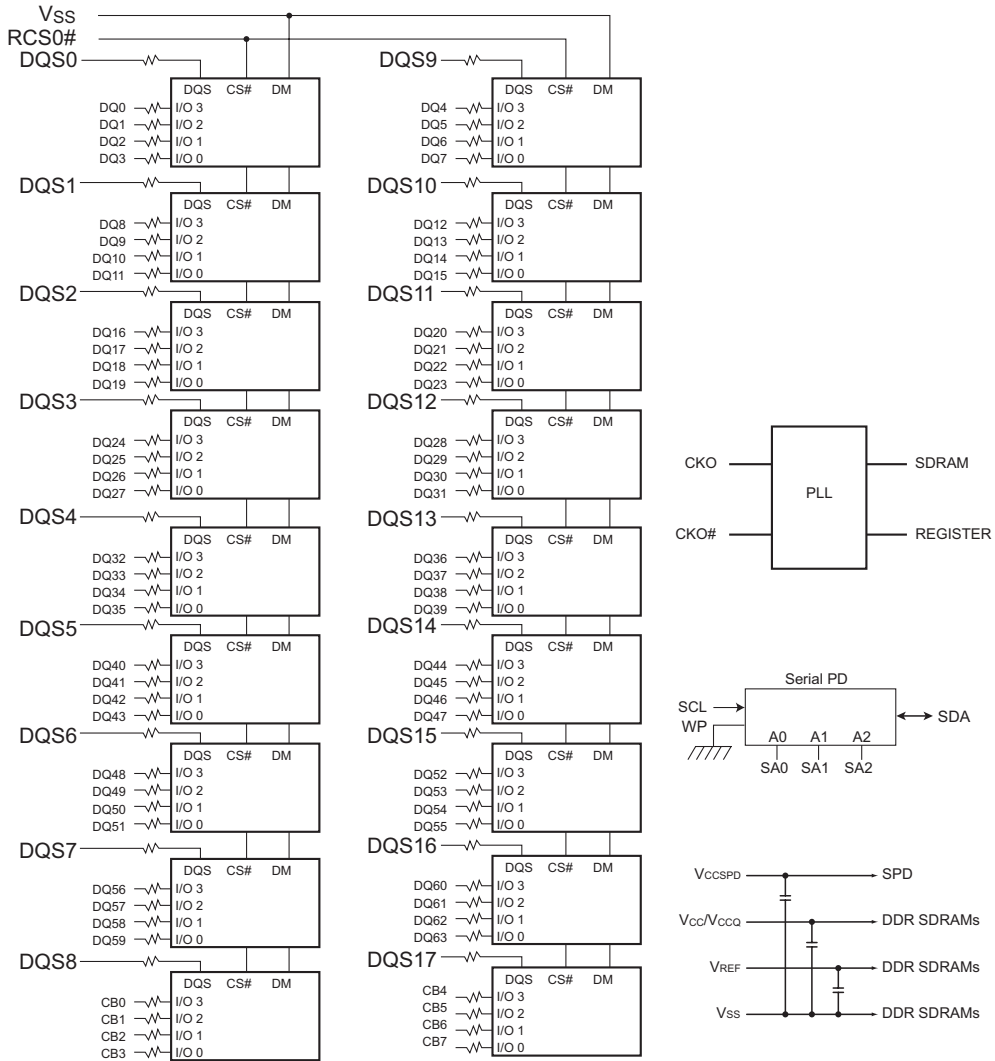 VSS
RCS0#
DQS0
DQS CS# DM
DQ0 I/O 3
DQ1 I/O 2
DQ2 I/O 1
DQ3 I/O 0
DQS1
DQS CS# DM
DQ8 I/O 3
DQ9 I/O 2
DQ10 I/O 1
DQ11 I/O 0
DQS2
DQS CS# DM
DQ16 I/O 3
DQ17 I/O 2
DQ18 I/O 1
DQ19 I/O 0
DQS3
DQS CS# DM
DQ24 I/O 3
DQ25 I/O 2
DQ26 I/O 1
DQ27 I/O 0
DQS4
DQS CS# DM
DQ32 I/O 3
DQ33 I/O 2
DQ34 I/O 1
DQ35 I/O 0
DQS5
DQS CS# DM
DQ40 I/O 3
DQ41 I/O 2
DQ42 I/O 1
DQ43 I/O 0
DQS6
DQS CS# DM
DQ48 I/O 3
DQ49 I/O 2
DQ50 I/O 1
DQ51 I/O 0
DQS7
DQS CS# DM
DQ56 I/O 3
DQ57 I/O 2
DQ58 I/O 1
DQ59 I/O 0
DQS8
DQS CS# DM
CB0 I/O 3
CB1 I/O 2
CB2 I/O 1
CB3 I/O 0
DQS9
DQS CS# DM
DQ4 I/O 3
DQ5 I/O 2
DQ6 I/O 1
DQ7 I/O 0
DQS10
DQS CS# DM
DQ12 I/O 3
DQ13 I/O 2
DQ14 I/O 1
DQ15 I/O 0
DQS11
DQS CS# DM
DQ20 I/O 3
DQ21 I/O 2
DQ22 I/O 1
DQ23 I/O 0
DQS12
DQS CS# DM
DQ28 I/O 3
DQ29 I/O 2
DQ30 I/O 1
DQ31 I/O 0
DQS13
DQS CS# DM
DQ36 I/O 3
DQ37 I/O 2
DQ38 I/O 1
DQ39 I/O 0
DQS14
DQS CS# DM
DQ44 I/O 3
DQ45 I/O 2
DQ46 I/O 1
DQ47 I/O 0
DQS15
DQS CS# DM
DQ52 I/O 3
DQ53 I/O 2
DQ54 I/O 1
DQ55 I/O 0
DQS16
DQS CS# DM
DQ60 I/O 3
DQ61 I/O 2
DQ62 I/O 1
DQ63 I/O 0
DQS17
DQS CS# DM
CB4 I/O 3
CB5 I/O 2
CB6 I/O 1
CB7 I/O 0
CKO SDRAM
PLL
CKO# REGISTER
Serial PD
SCL SDA
WP
A0 A1 A2
SA0 SA1 SA2
VCCSPD SPD
VCC/VCCQ DDR SDRAMs
VREF DDR SDRAMs
VSS DDR SDRAMs